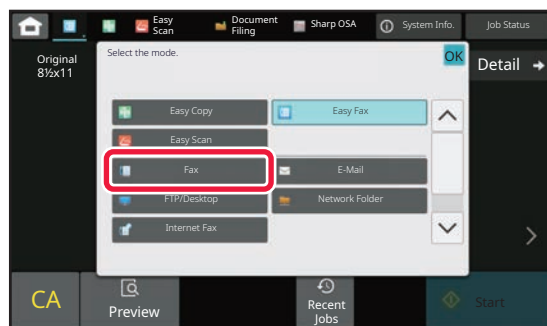 Easy
Scan
Document
Filing
Sharp OSA
System Info.
Job Status
Original
8½x11
Select the mode.
OK
Detail
Easy Copy
Easy Fax
Easy Scan
Fax
E-Mail
FTP/Desktop
Network Folder
Internet Fax
CA
Preview
Recent
Jobs
Start